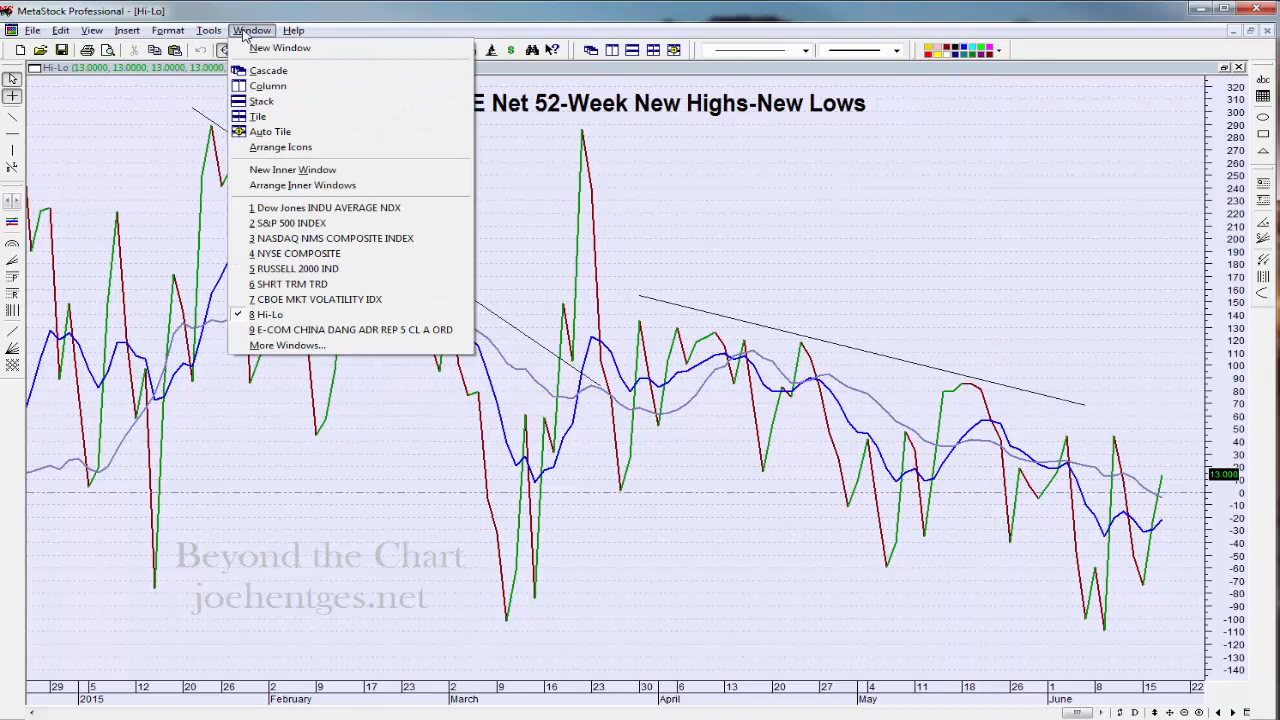 MetaStock Professional - [Hi-Lo]
File Edit View Insert Format Tools Window Help
Hi-Lo (13.0000, 13.0000, 13.0000,
New Window
Cascade
Column
Stack
Tile
Auto Tile
Arrange Icons
New Inner Window
Arrange Inner Windows
1 Dow Jones INDU AVERAGE NDX
2 S&P 500 INDEX
3 NASDAQ NMS COMPOSITE INDEX
4 NYSE COMPOSITE
5 RUSSELL 2000 IND
6 SHRT TRM TRD
7 CBOE MKT VOLATILITY IDX
8 Hi-Lo
9 E-COM CHINA DANG ADR REP 5 CL A ORD
More Windows...
E Net 52-Week New Highs-New Lows
abc
320
310
300
290
280
270
260
250
240
230
220
210
200
190
180
170
160
150
140
130
120
110
100
90
80
70
60
50
40
30
20
13.000
0
-10
-20
-30
-40
-50
-60
-70
-80
-90
-100
-110
-120
-130
-140
Beyond the Chart
joehentges.net
29 5 12 20 26 2 9 17 23 2 9 16 23 30 6 13 20 27 4 11 18 26 1 8 15 22
2015 February March April May June